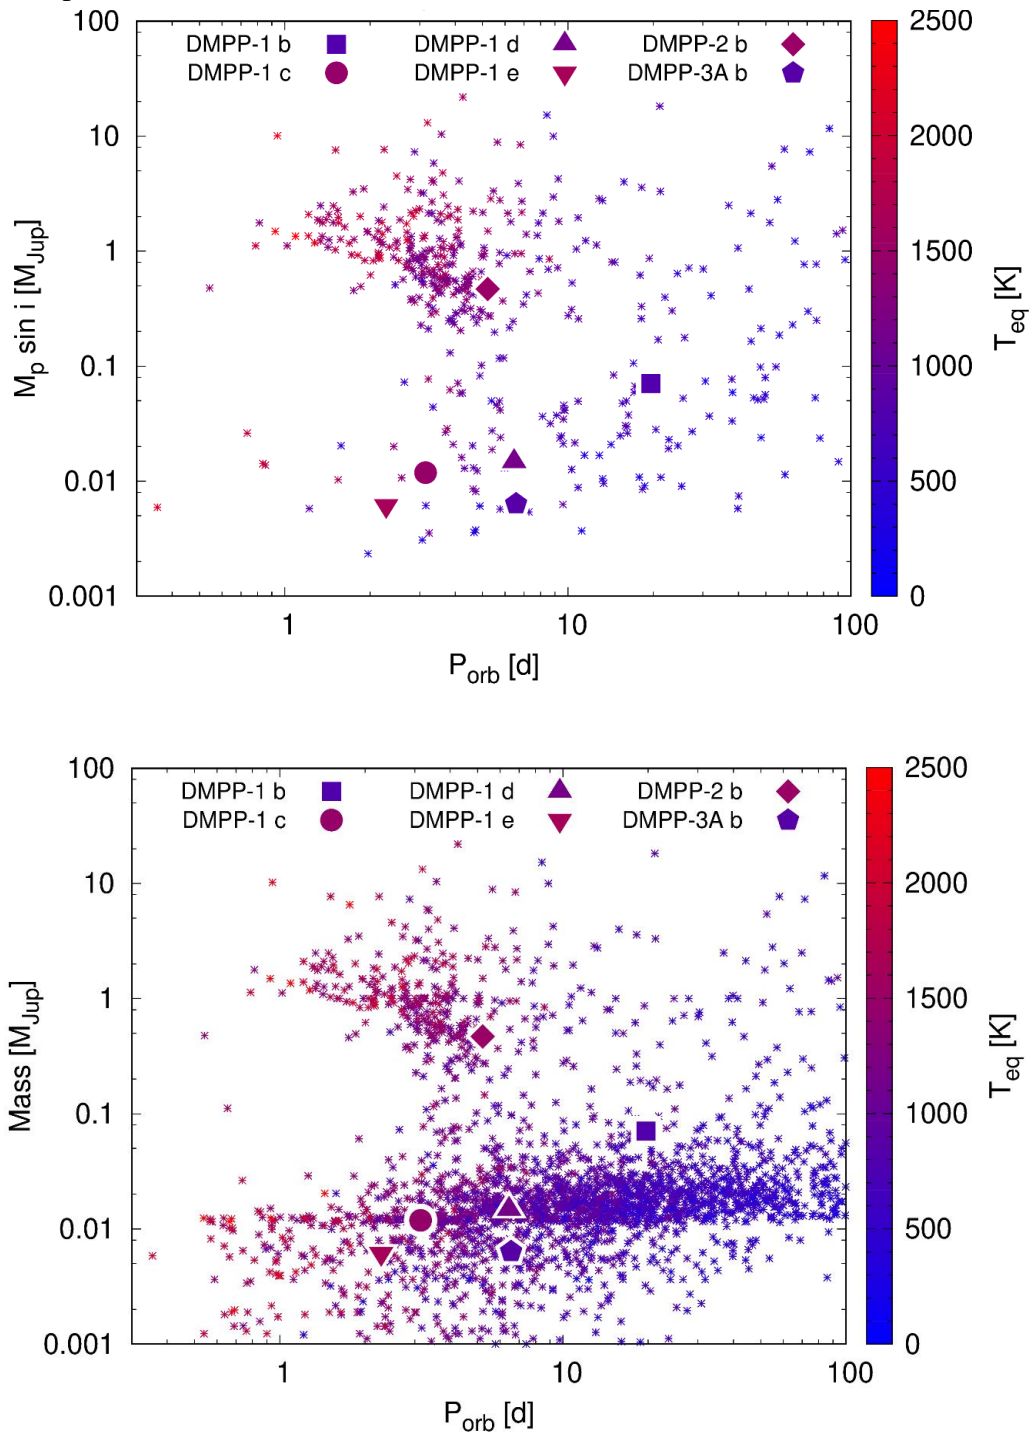 100
10
1
0.1
0.01
0.001
M_p sin i [M_Jup]
DMPP-1 b DMPP-1 d DMPP-2 b
DMPP-1 c DMPP-1 e DMPP-3A b
1 10 100
P_orb [d]
2500
2000
1500
1000
500
0
T_eq [K]
100
10
1
0.1
0.01
0.001
Mass [M_Jup]
DMPP-1 b DMPP-1 d DMPP-2 b
DMPP-1 c DMPP-1 e DMPP-3A b
1 10 100
P_orb [d]
2500
2000
1500
1000
500
0
T_eq [K]